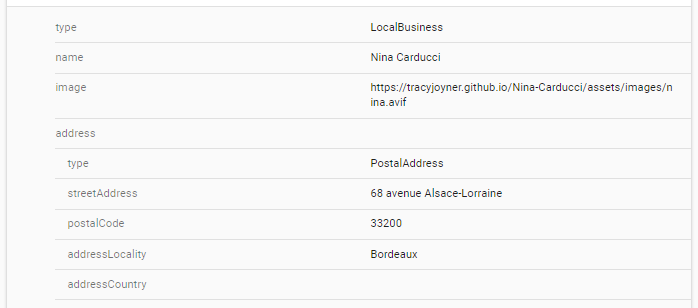 type LocalBusiness
name Nina Carducci
image https://tracyjoyner.github.io/Nina-Carducci/assets/images/n
ina.avif
address
type PostalAddress
streetAddress 68 avenue Alsace-Lorraine
postalCode 33200
addressLocality Bordeaux
addressCountry